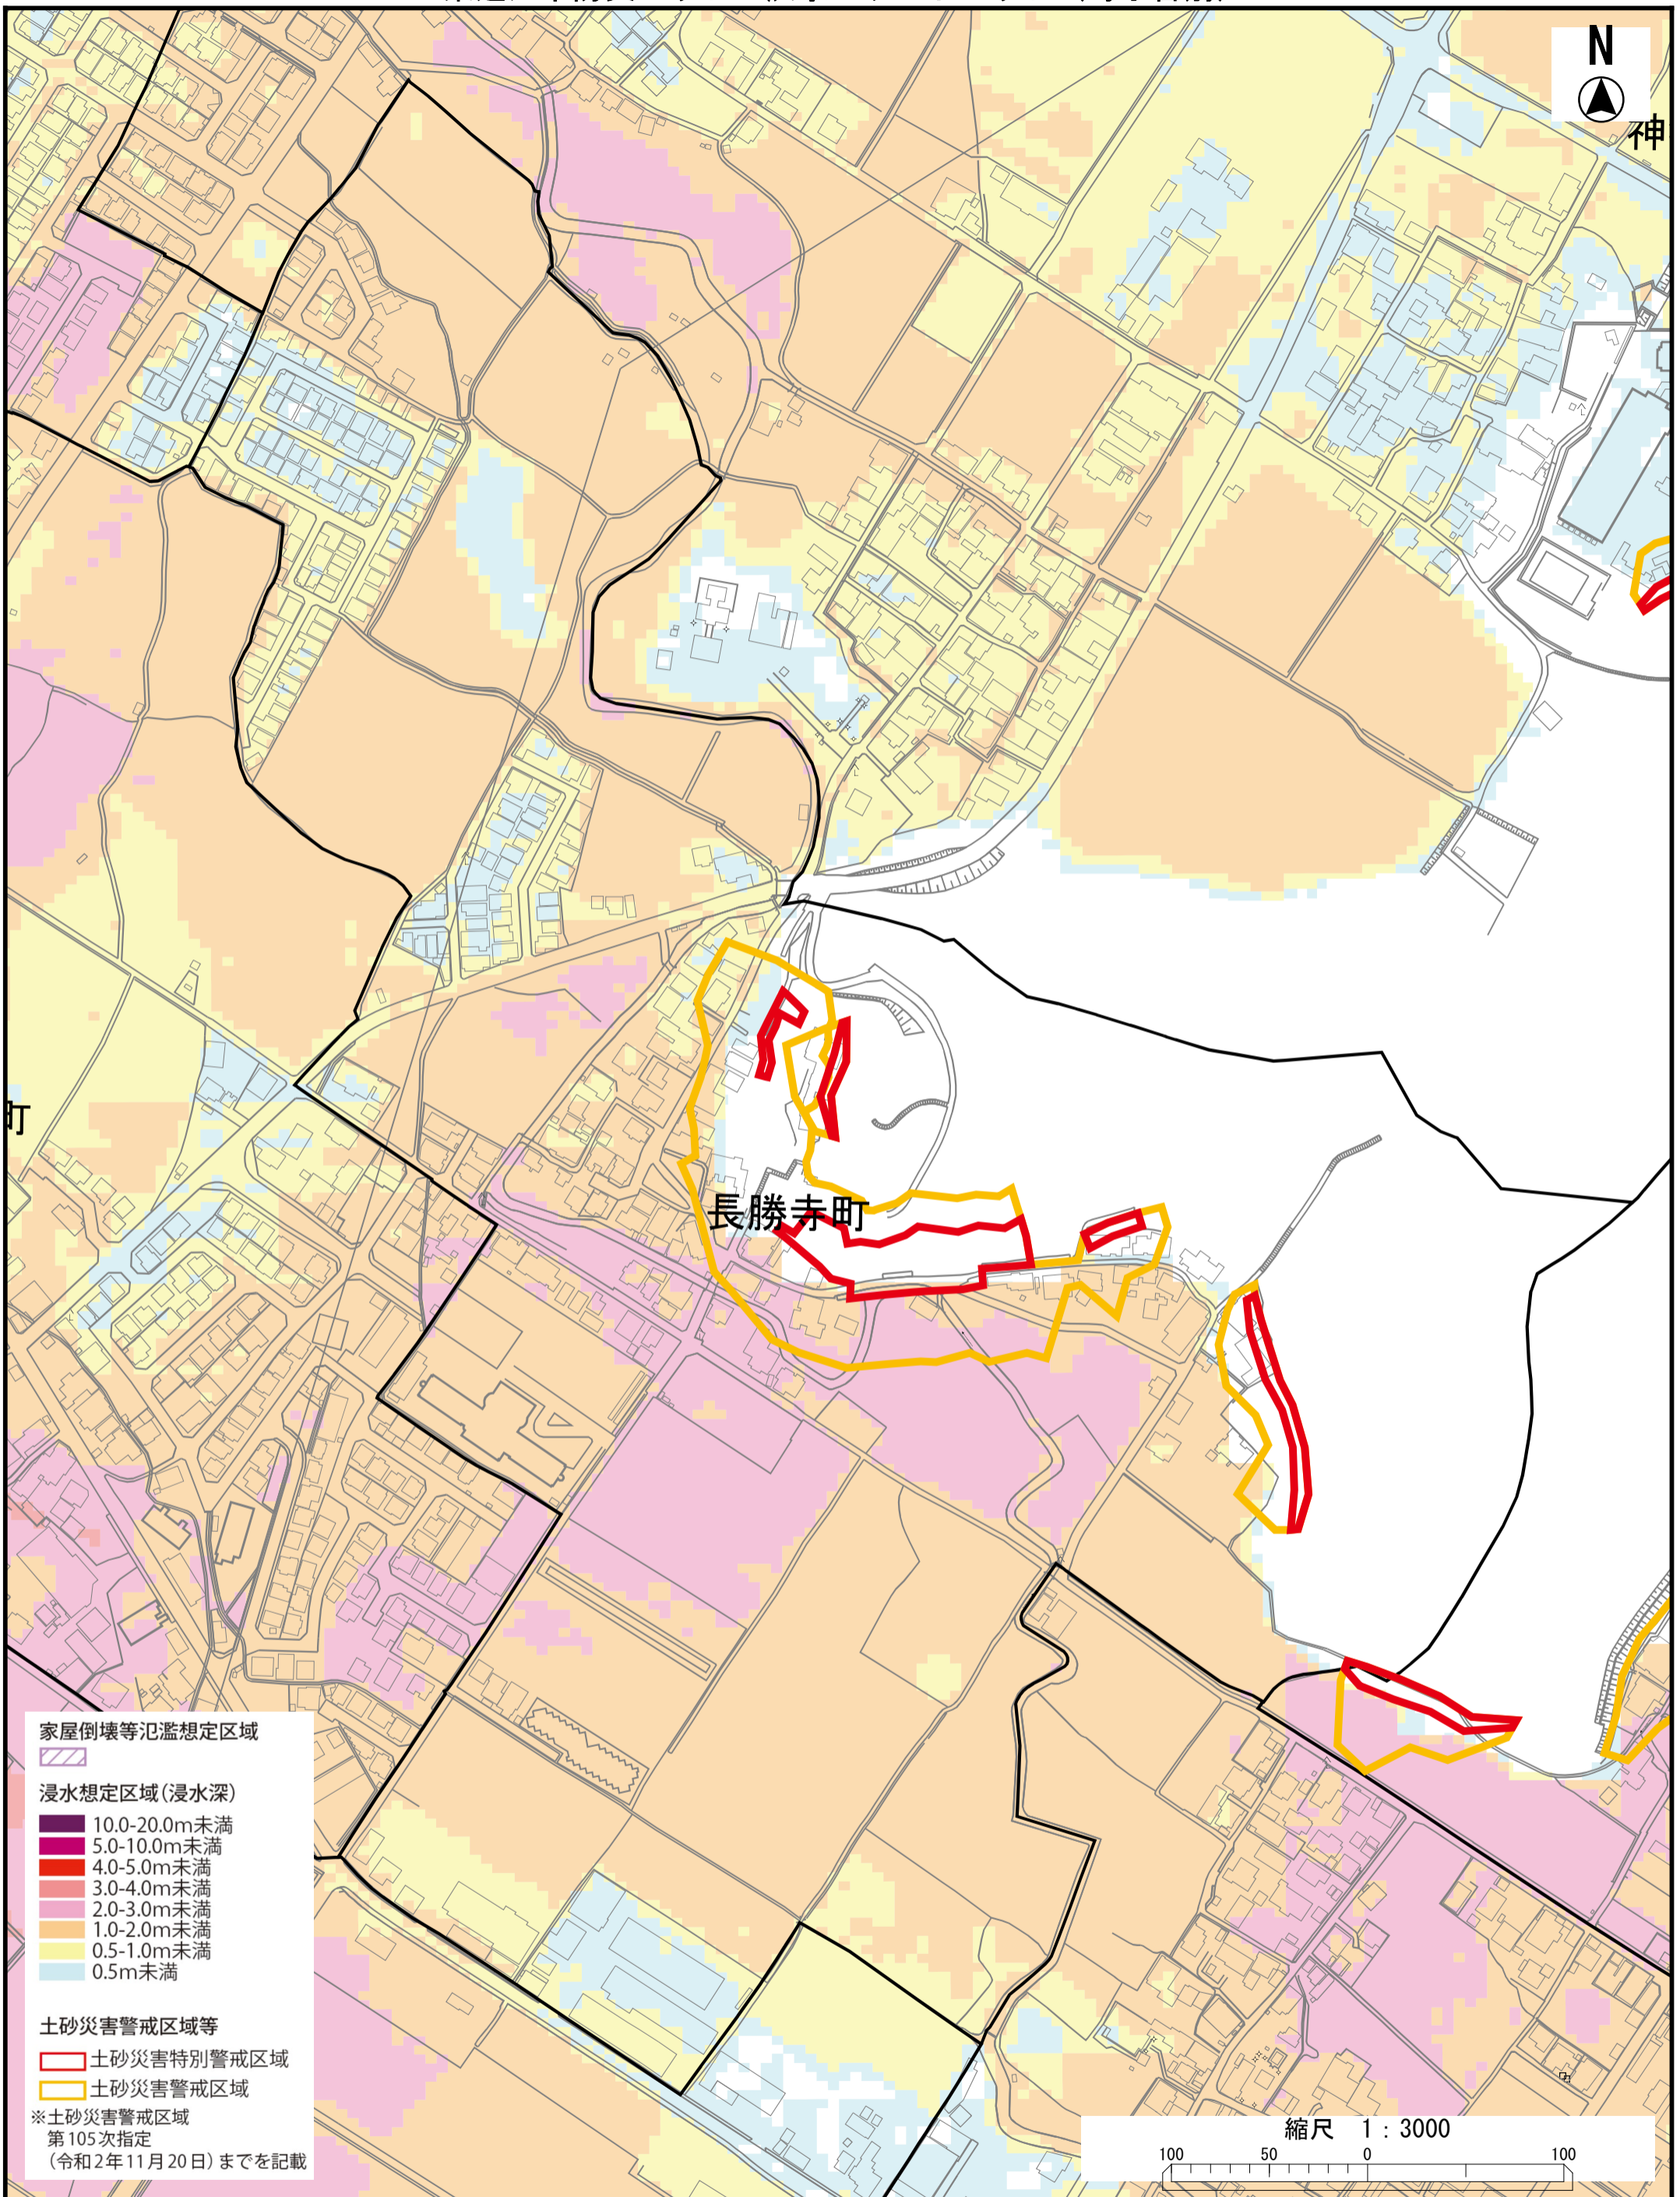 N
神
町
長勝寺町
家屋倒壊等氾濫想定区域
浸水想定区域(浸水深)
10.0-20.0m未満
5.0-10.0m未満
4.0-5.0m未満
3.0-4.0m未満
2.0-3.0m未満
1.0-2.0m未満
0.5-1.0m未満
0.5m未満
土砂災害警戒区域等
土砂災害特別警戒区域
土砂災害警戒区域
※土砂災害警戒区域
第105次指定
(令和2年11月20日)までを記載
縮尺 1:3000
100 50 0 100